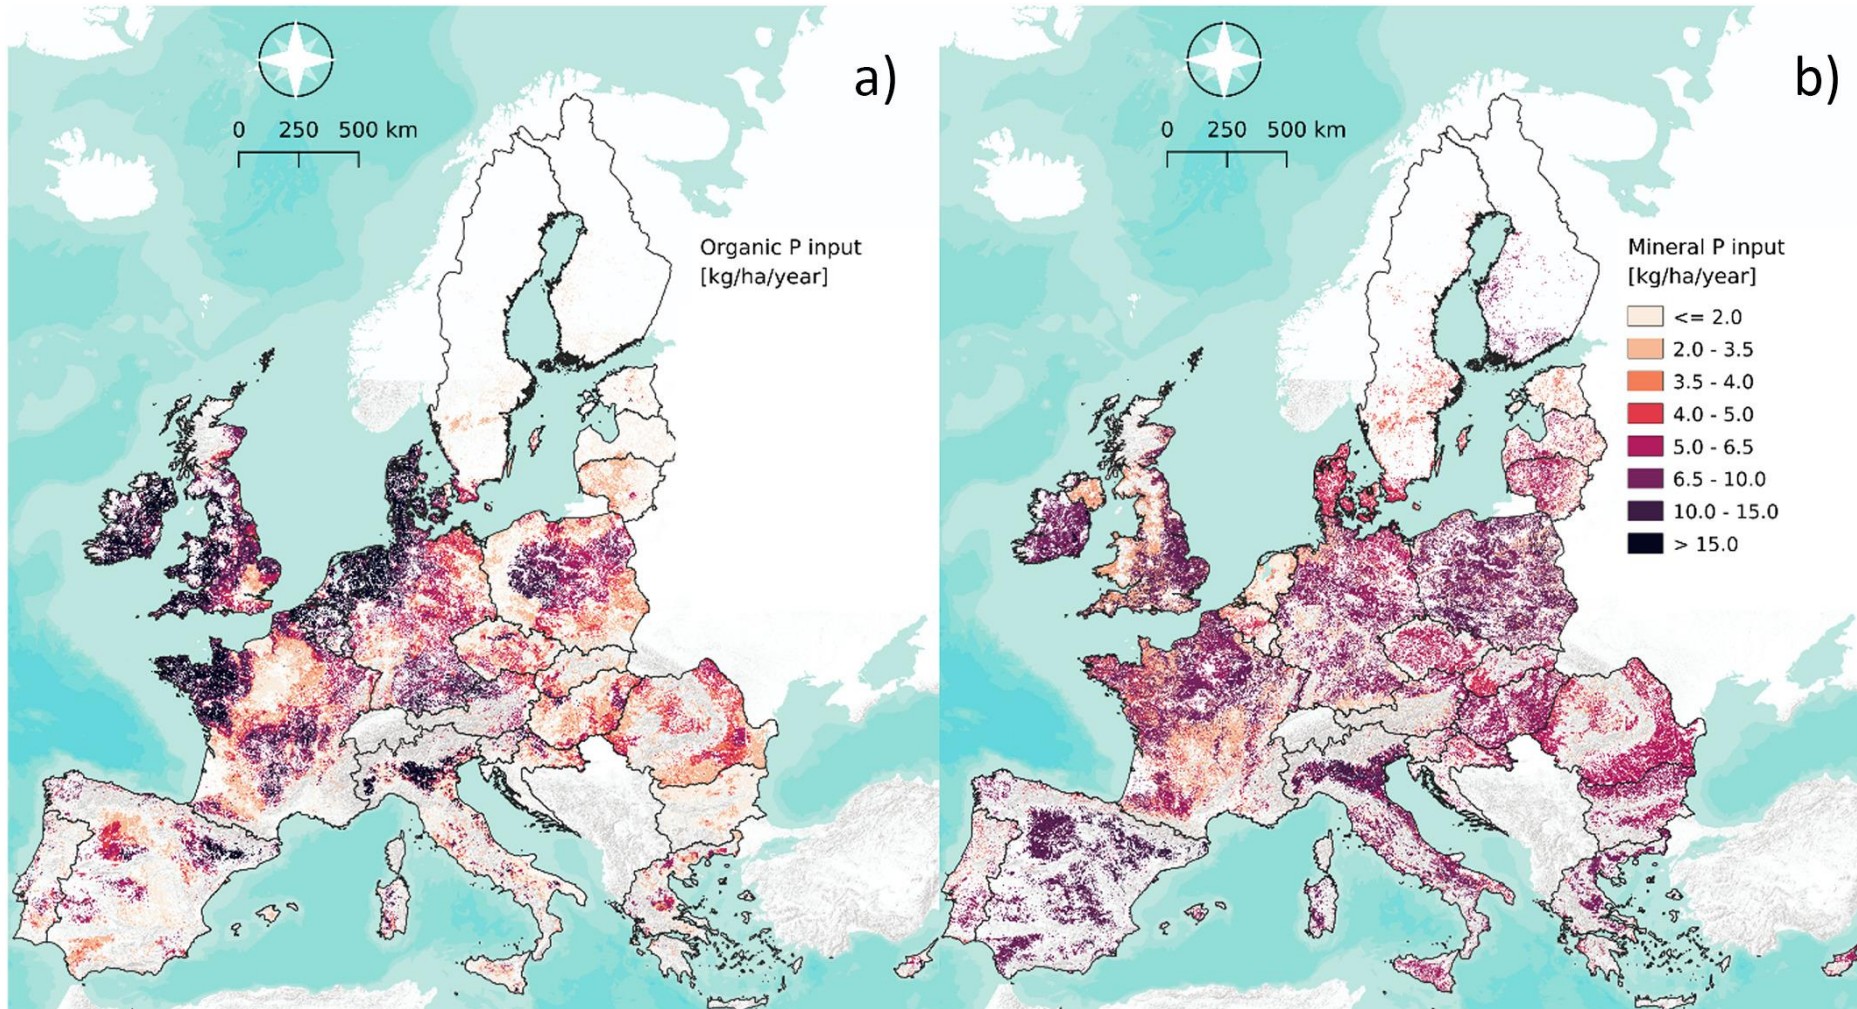 a)
0 250 500 km
Organic P input
[kg/ha/year]
b)
0 250 500 km
Mineral P input
[kg/ha/year]
<= 2.0
2.0 - 3.5
3.5 - 4.0
4.0 - 5.0
5.0 - 6.5
6.5 - 10.0
10.0 - 15.0
> 15.0